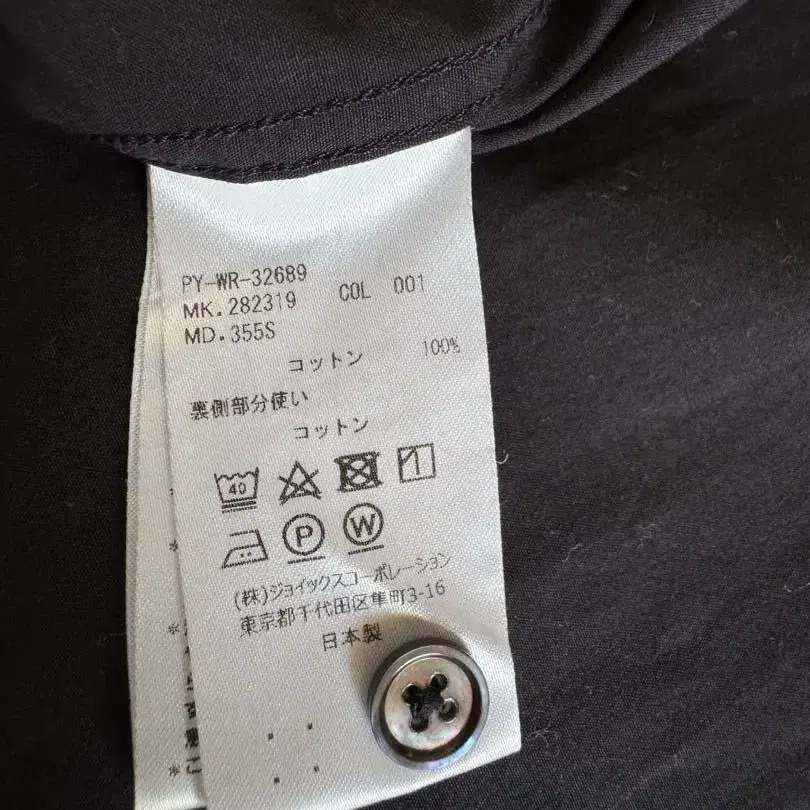 PY-WR-32689
MK.282319 COL 001
MD.355S
コットン 100%
裏側部分使い
コットン
40
P W
(株)ジョイックスコーポレーション
東京都千代田区隼町3-16
日本製